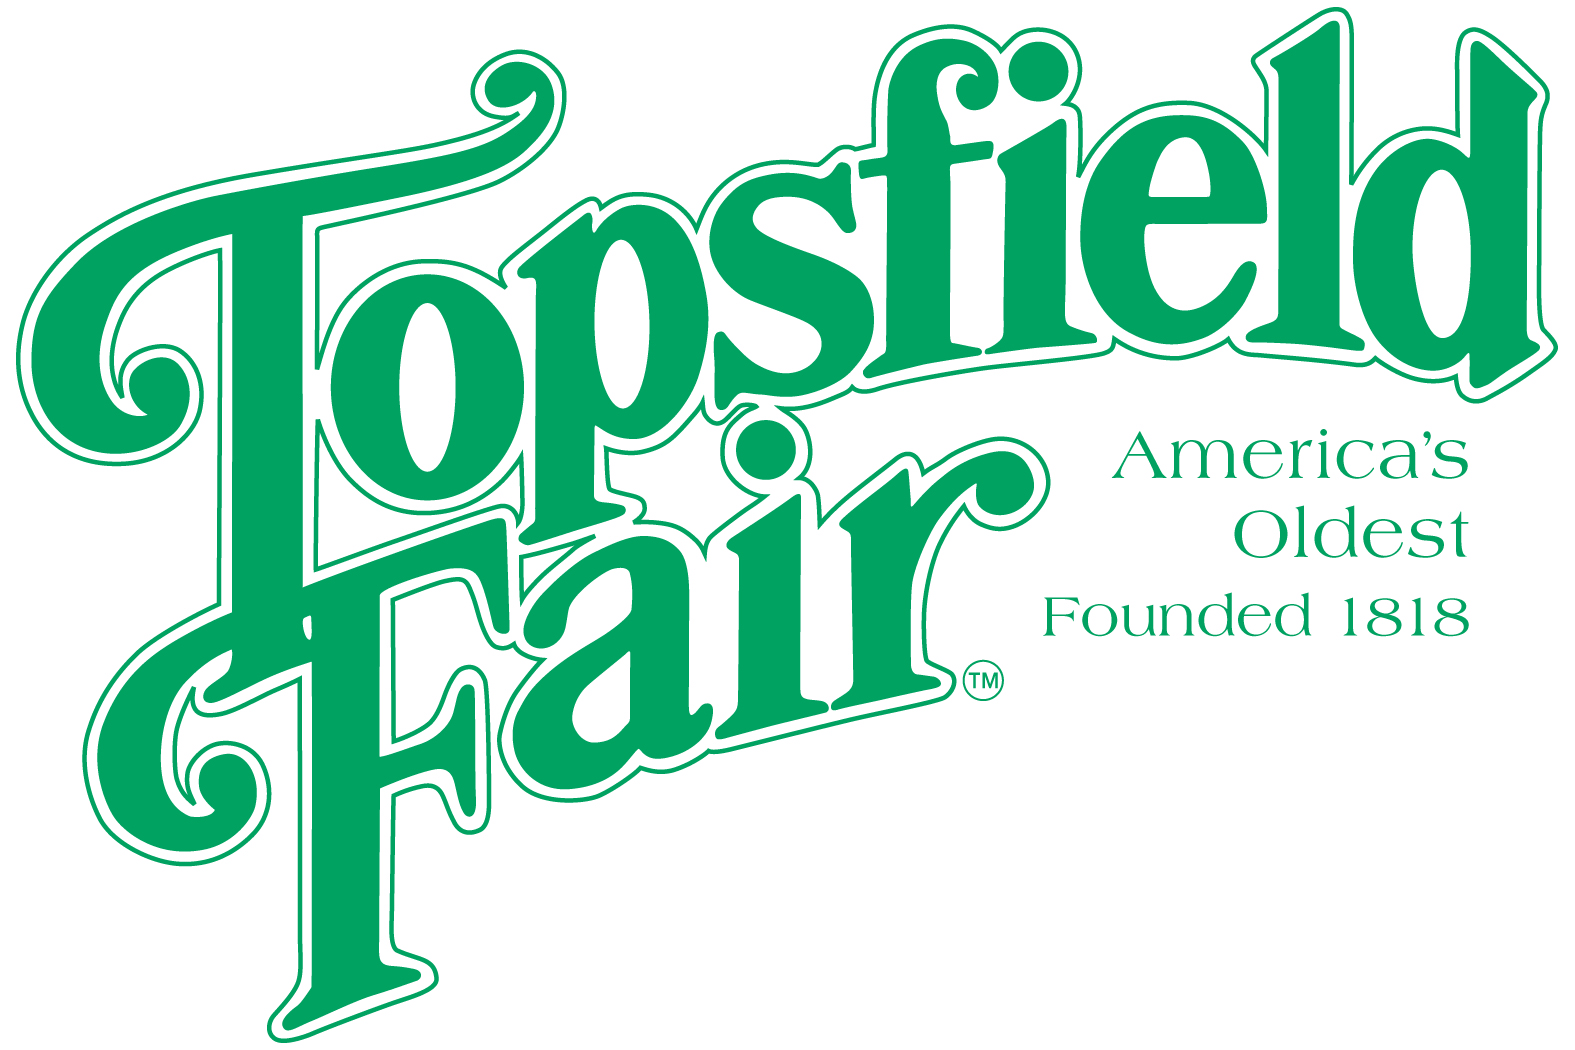 Topsfield
Fair™
America's
Oldest
Founded 1818